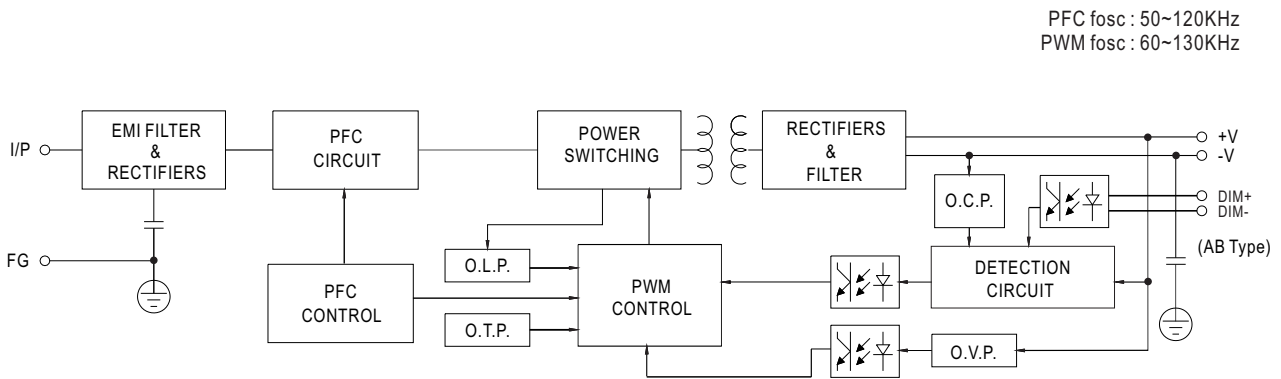 PFC fosc : 50~120KHz
PWM fosc : 60~130KHz
I/P
EMI FILTER
&
RECTIFIERS
PFC
CIRCUIT
POWER
SWITCHING
RECTIFIERS
&
FILTER
+V
-V
O.C.P.
DIM+
DIM-
(AB Type)
FG
O.L.P.
PFC
CONTROL
PWM
CONTROL
DETECTION
CIRCUIT
O.T.P.
O.V.P.